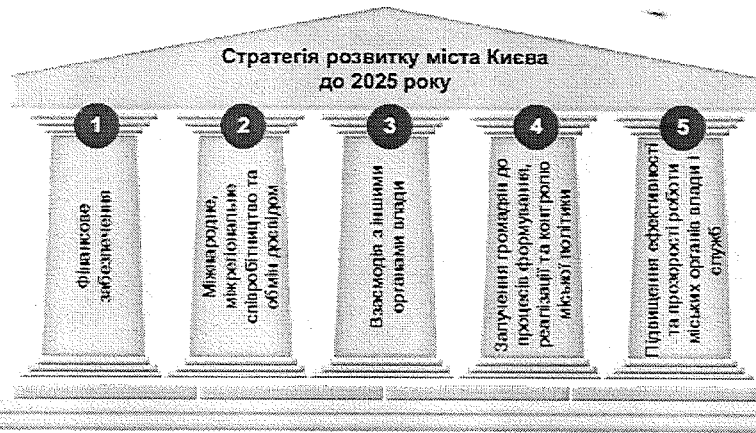 Стратегія розвитку міста Києва
до 2025 року
1
2
3
4
5
Фінансове
забезпечення
Міжнародне,
міжрегіональне
співробітництво та
обмін досвідом
Взаємодія з іншими
органами влади
Залучення громадян до
процесів формування,
реалізації та контролю
міської політики
Підвищення ефективності
та прозорості роботи
міських органів влади і
служб